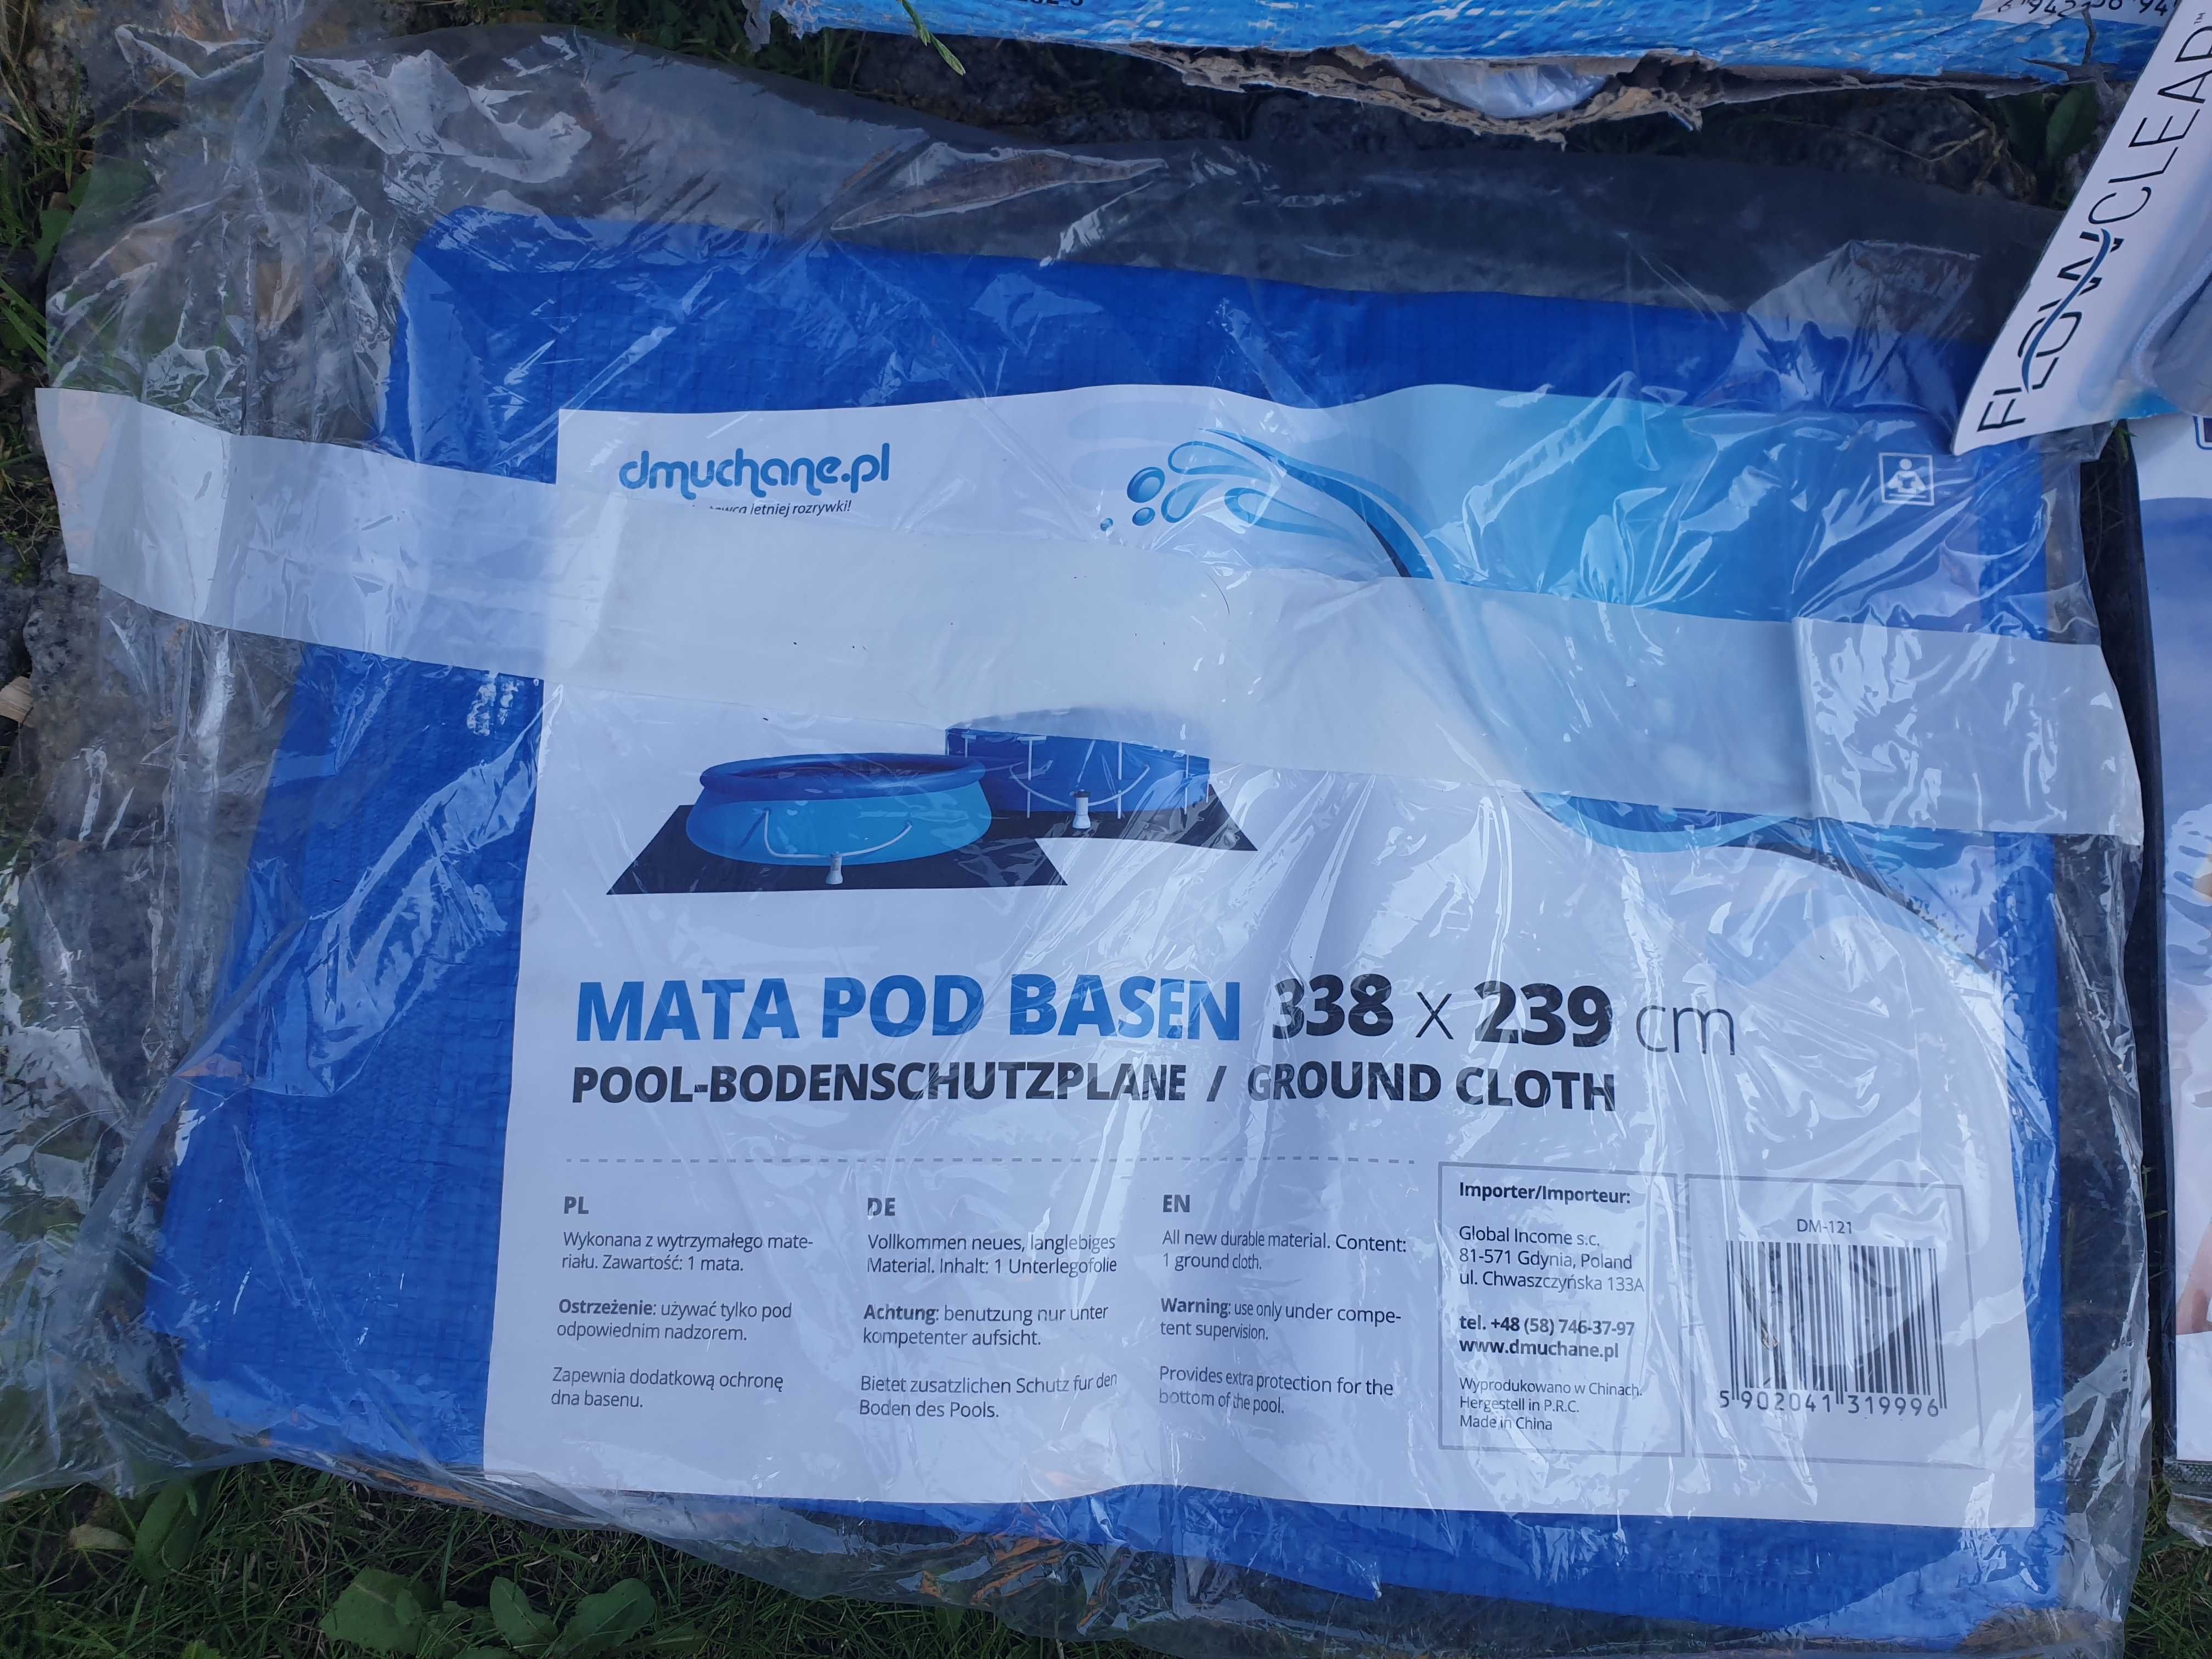 FLOWCLEAR™
dmuchane.pl
letniej rozrywki!
MATA POD BASEN 338 x 239 cm
POOL-BODENSCHUTZPLANE / GROUND CLOTH
PL
Wykonana z wytrzymałego mate-
riału. Zawartość: 1 mata.
Ostrzeżenie: używać tylko pod
odpowiednim nadzorem.
Zapewnia dodatkową ochronę
dna basenu.
DE
Vollkommen neues, langlebiges
Material. Inhalt: 1 Unterlegofolie
Achtung: benutzung nur unter
kompetenter aufsicht.
Bietet zusatzlichen Schutz fur den
Boden des Pools.
EN
All new durable material. Content:
1 ground cloth.
Warning: use only under compe-
tent supervision.
Provides extra protection for the
bottom of the pool.
Importer/Importeur:
Global Income s.c.
81-571 Gdynia, Poland
ul. Chwaszczyńska 133A
tel. +48 (58) 746-37-97
www.dmuchane.pl
Wyprodukowano w Chinach.
Hergestell in P.R.C.
Made in China
DM-121
5 902041 319996